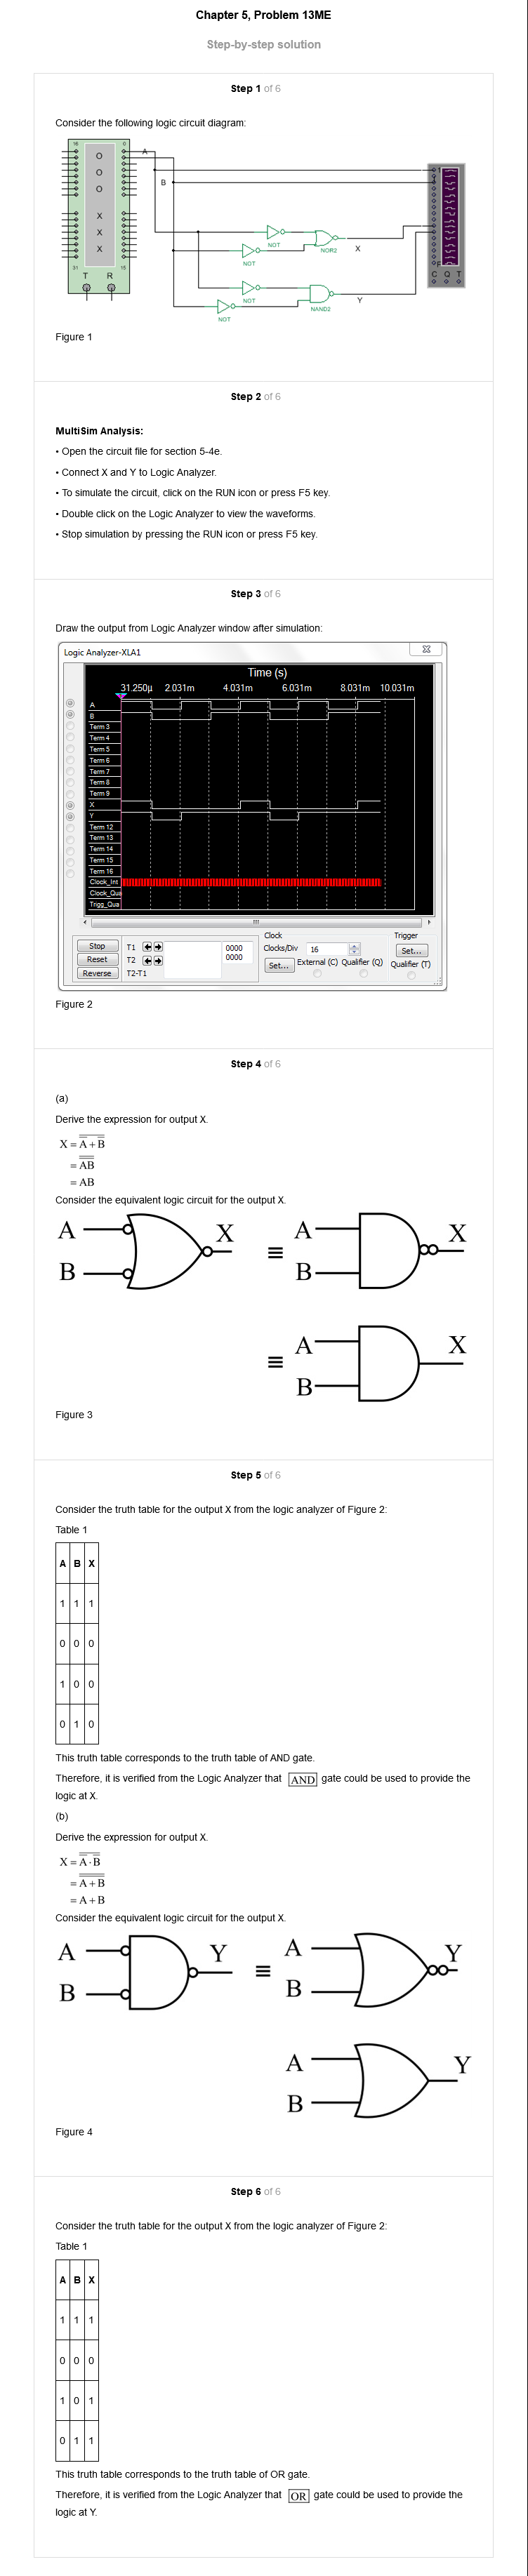 Chapter 5, Problem 13ME
Step-by-step solution
Step 1 of 6
Consider the following logic circuit diagram:
16
0
A
O
O
B
O
X
X
X
31
15
T R
NOT
NOT
NOR2
X
NOT
NOT
NAND2
Y
1
F
C Q T
Figure 1
Step 2 of 6
MultiSim Analysis:
• Open the circuit file for section 5-4e.
• Connect X and Y to Logic Analyzer.
• To simulate the circuit, click on the RUN icon or press F5 key.
• Double click on the Logic Analyzer to view the waveforms.
• Stop simulation by pressing the RUN icon or press F5 key.
Step 3 of 6
Draw the output from Logic Analyzer window after simulation:
Logic Analyzer-XLA1
Time (s)
31.250µ 2.031m 4.031m 6.031m 8.031m 10.031m
A
B
Term 3
Term 4
Term 5
Term 6
Term 7
Term 8
Term 9
X
Y
Term 12
Term 13
Term 14
Term 15
Term 16
Clock_Int
Clock_Qua
Trigg_Qua
Stop
Reset
Reverse
T1
T2
T2-T1
0000
0000
Clock
Clocks/Div 16
Set... External (C) Qualifier (Q)
Trigger
Set...
Qualifier (T)
Figure 2
Step 4 of 6
(a)
Derive the expression for output X.
X = \overline{\overline{A} + \overline{B}}
= \overline{\overline{AB}}
= AB
Consider the equivalent logic circuit for the output X.
A
B
X
≡
A
B
X
≡
A
B
X
Figure 3
Step 5 of 6
Consider the truth table for the output X from the logic analyzer of Figure 2:
Table 1
A B X
1 1 1
0 0 0
1 0 0
0 1 0
This truth table corresponds to the truth table of AND gate.
Therefore, it is verified from the Logic Analyzer that AND gate could be used to provide the
logic at X.
(b)
Derive the expression for output X.
X = \overline{\overline{A} · \overline{B}}
= \overline{\overline{A + B}}
= A + B
Consider the equivalent logic circuit for the output X.
A
B
Y
≡
A
B
Y
A
B
Y
Figure 4
Step 6 of 6
Consider the truth table for the output X from the logic analyzer of Figure 2:
Table 1
A B X
1 1 1
0 0 0
1 0 1
0 1 1
This truth table corresponds to the truth table of OR gate.
Therefore, it is verified from the Logic Analyzer that OR gate could be used to provide the
logic at Y.